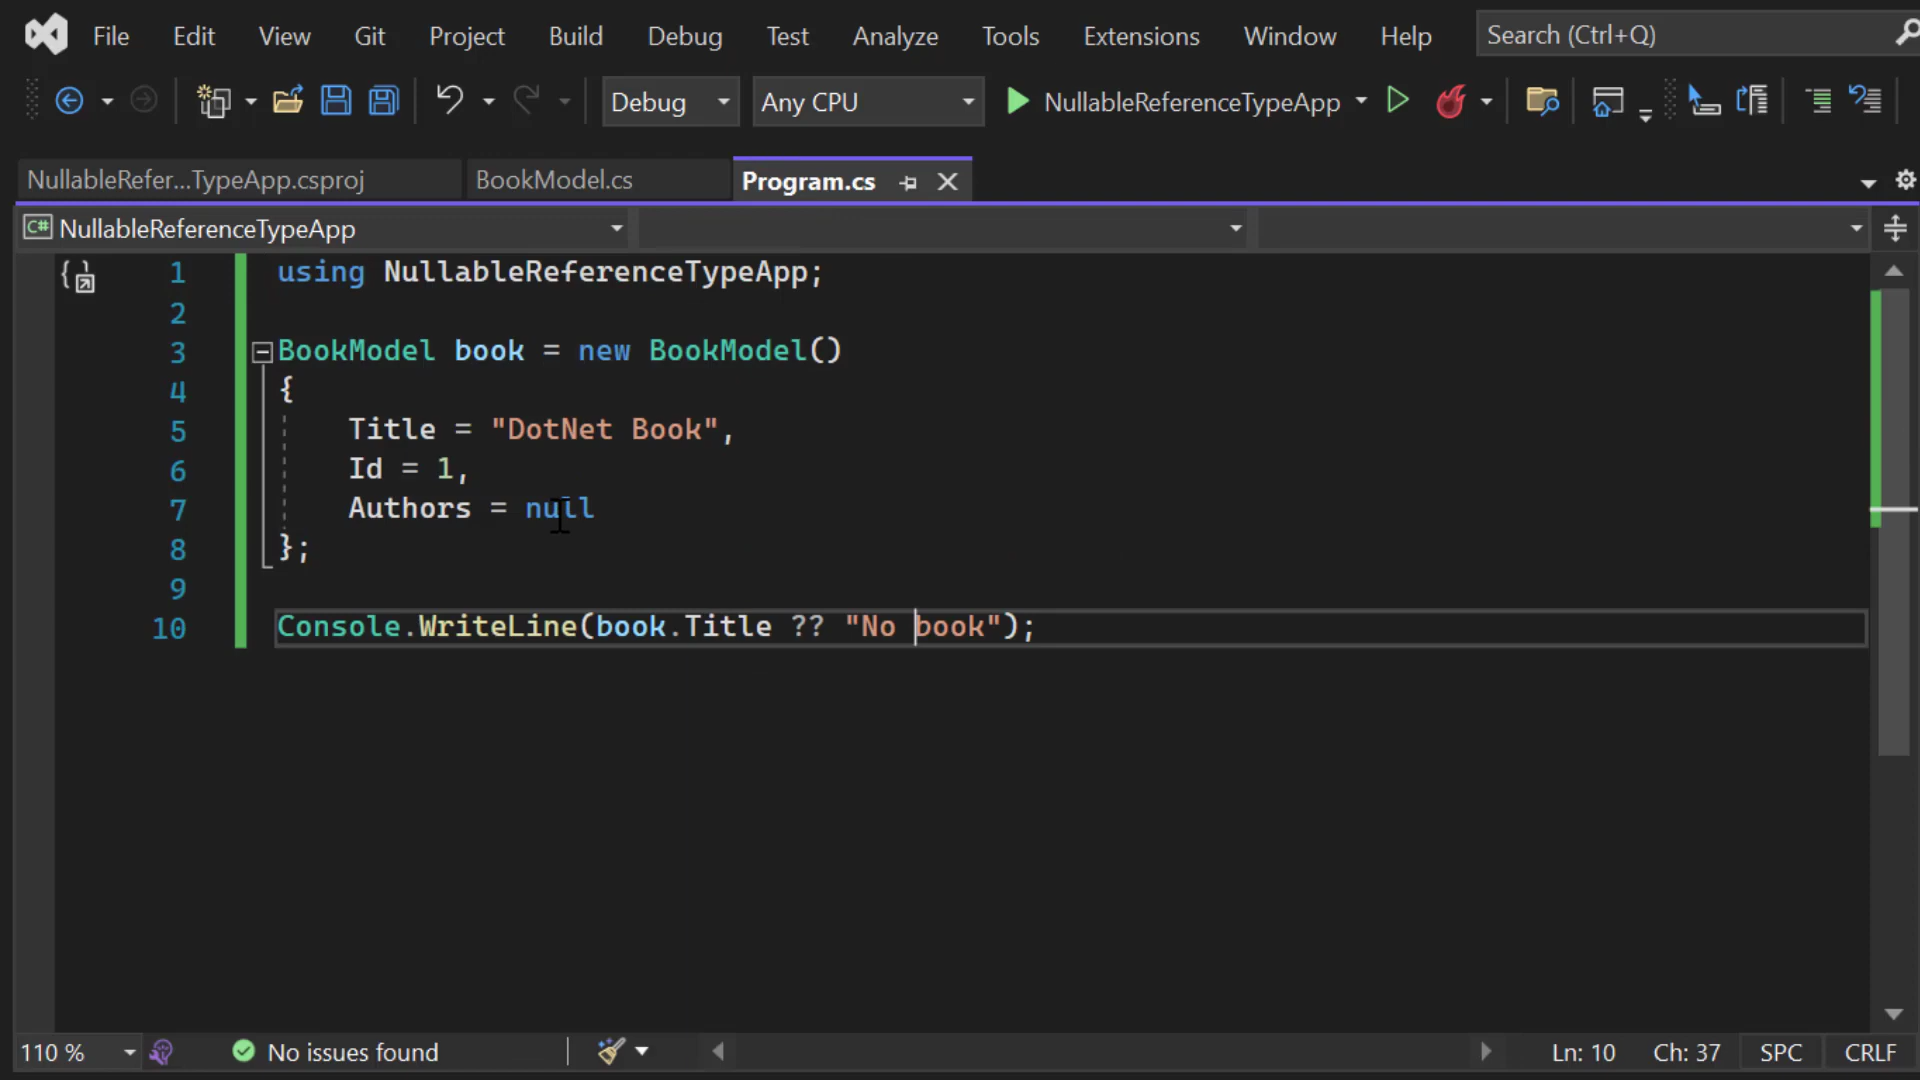 File Edit View Git Project Build Debug Test Analyze Tools Extensions Window Help Search (Ctrl+Q)
Debug Any CPU NullableReferenceTypeApp
NullableRefer...TypeApp.csproj BookModel.cs Program.cs
C# NullableReferenceTypeApp
1 using NullableReferenceTypeApp;
2
3 BookModel book = new BookModel()
4 {
5 Title = "DotNet Book",
6 Id = 1,
7 Authors = null
8 };
9
10 Console.WriteLine(book.Title ?? "No book");
110 % No issues found Ln: 10 Ch: 37 SPC CRLF